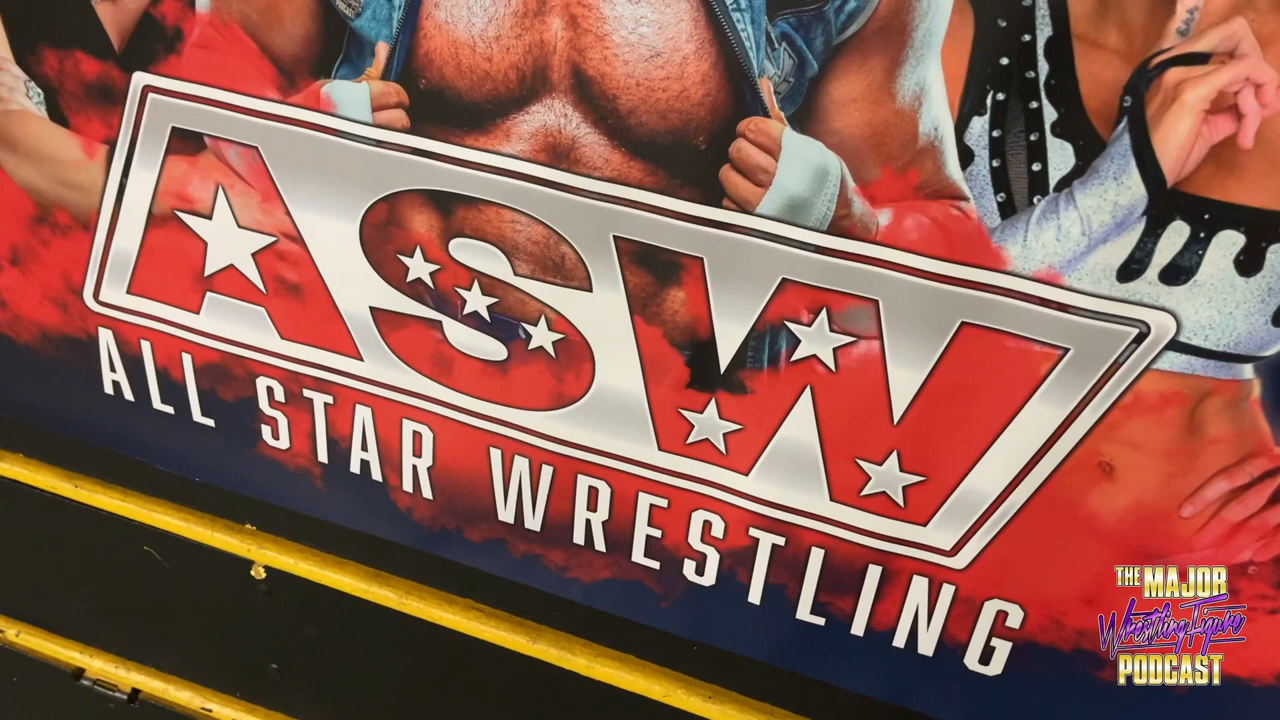 ASW
ALL STAR WRESTLING
THE MAJOR
Wrestling Figure
PODCAST